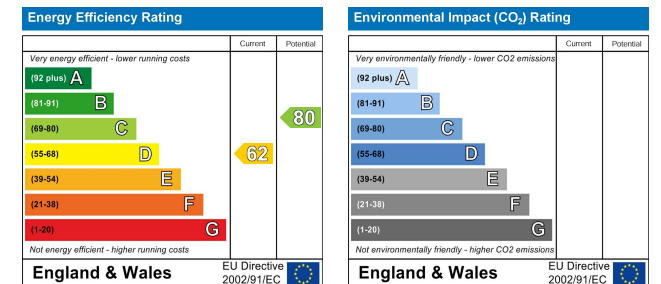 Energy Efficiency Rating
Current Potential
Very energy efficient - lower running costs
(92 plus) A
(81-91) B
(69-80) C
80
(55-68) D
62
(39-54) E
(21-38) F
(1-20) G
Not energy efficient - higher running costs
England & Wales
EU Directive
2002/91/EC
Environmental Impact (CO₂) Rating
Current Potential
Very environmentally friendly - lower CO2 emissions
(92 plus) A
(81-91) B
(69-80) C
(55-68) D
(39-54) E
(21-38) F
(1-20) G
Not environmentally friendly - higher CO2 emissions
England & Wales
EU Directive
2002/91/EC